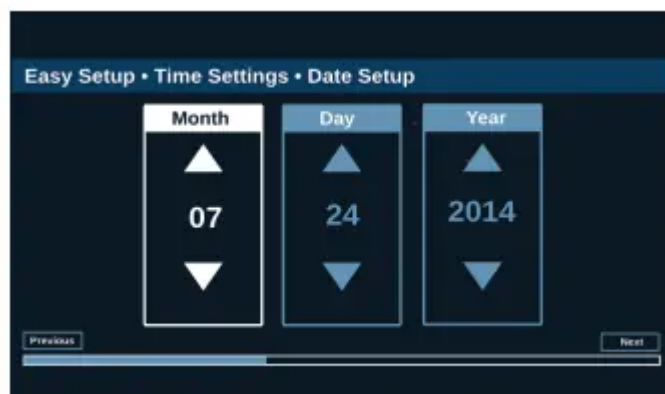 Easy Setup • Time Settings • Date Setup
Month Day Year
07 24 2014
Previous Next